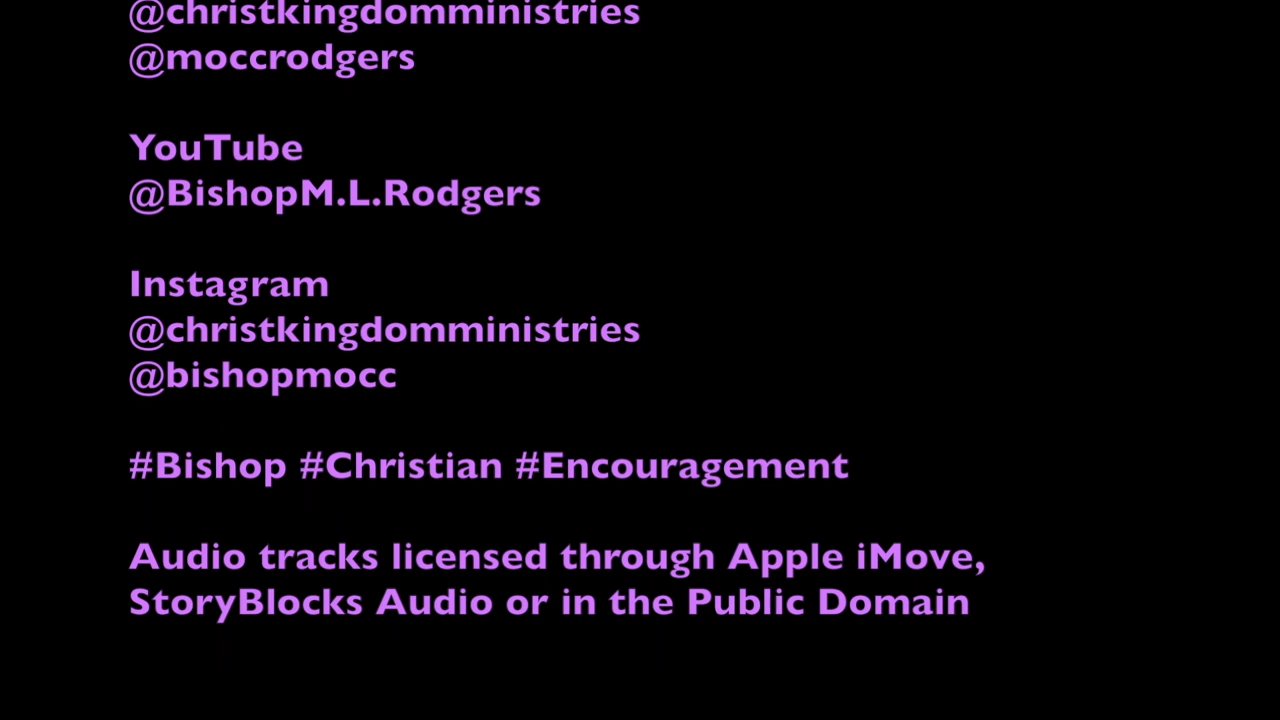 @christkingdomministries
@moccrodgers
YouTube
@BishopM.L.Rodgers
Instagram
@christkingdomministries
@bishopmocc
#Bishop #Christian #Encouragement
Audio tracks licensed through Apple iMove,
StoryBlocks Audio or in the Public Domain